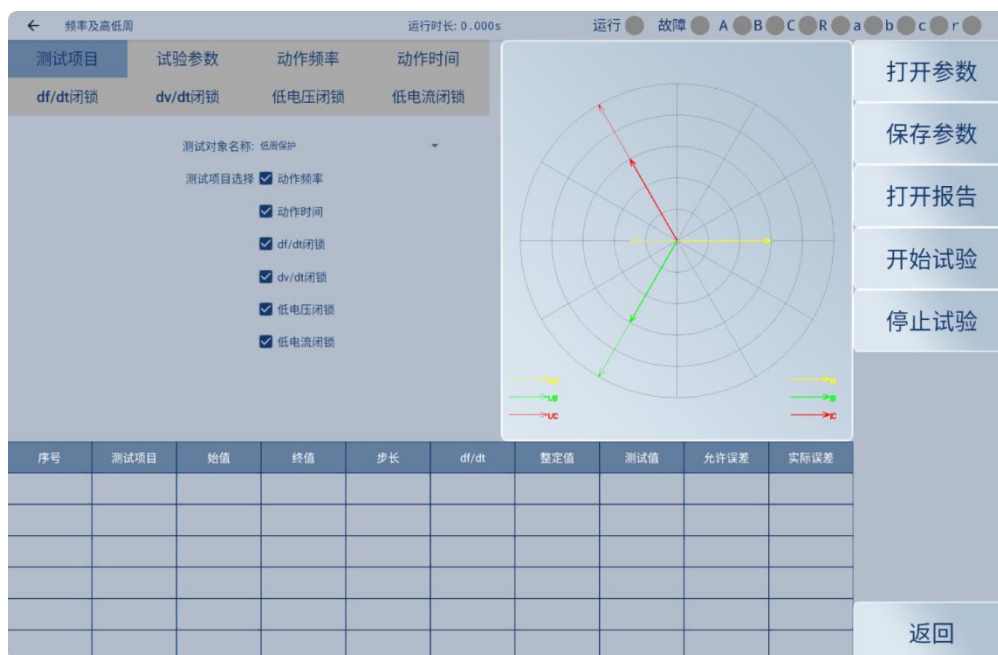 频率及高低周 运行时长: 0.000s 运行 故障 A B C R a b c r
测试项目 试验参数 动作频率 动作时间
df/dt闭锁 dv/dt闭锁 低电压闭锁 低电流闭锁
测试对象名称: 低周保护
测试项目选择 动作频率
动作时间
df/dt闭锁
dv/dt闭锁
低电压闭锁
低电流闭锁
UB
UC
IC
打开参数
保存参数
打开报告
开始试验
停止试验
序号 测试项目 始值 终值 步长 df/dt 整定值 测试值 允许误差 实际误差
返回